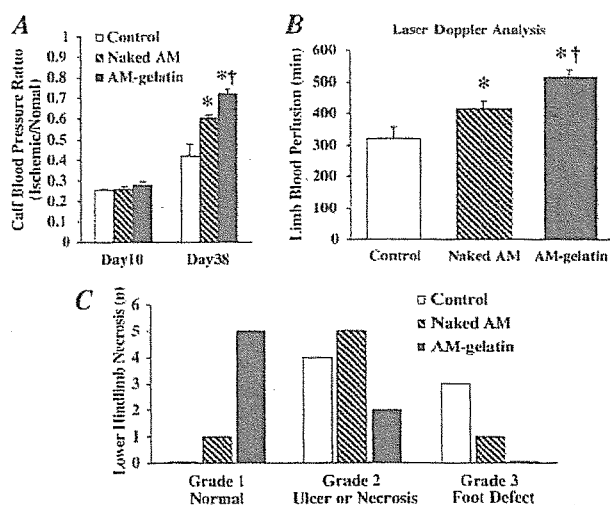 A
Control
Naked AM
AM-gelatin
Calf Blood Pressure Ratuo
(Ischemic/Nomal)
1
0.9
0.8
0.7
0.6
0.5
0.4
0.3
0.2
0.1
0
*
*†
Day10
Day38
B
Laser Doppler Analysis
Limb Blood Perfusion (min)
600
500
400
300
200
100
0
*
*†
Control
Naked AM
AM-gelatin
C
Control
Naked AM
AM-gelatin
Lower Hindlimb Necrosis (n)
6
5
4
3
2
1
0
Grade 1
Normal
Grade 2
Ulcer or Necrosis
Grade 3
Foot Defect